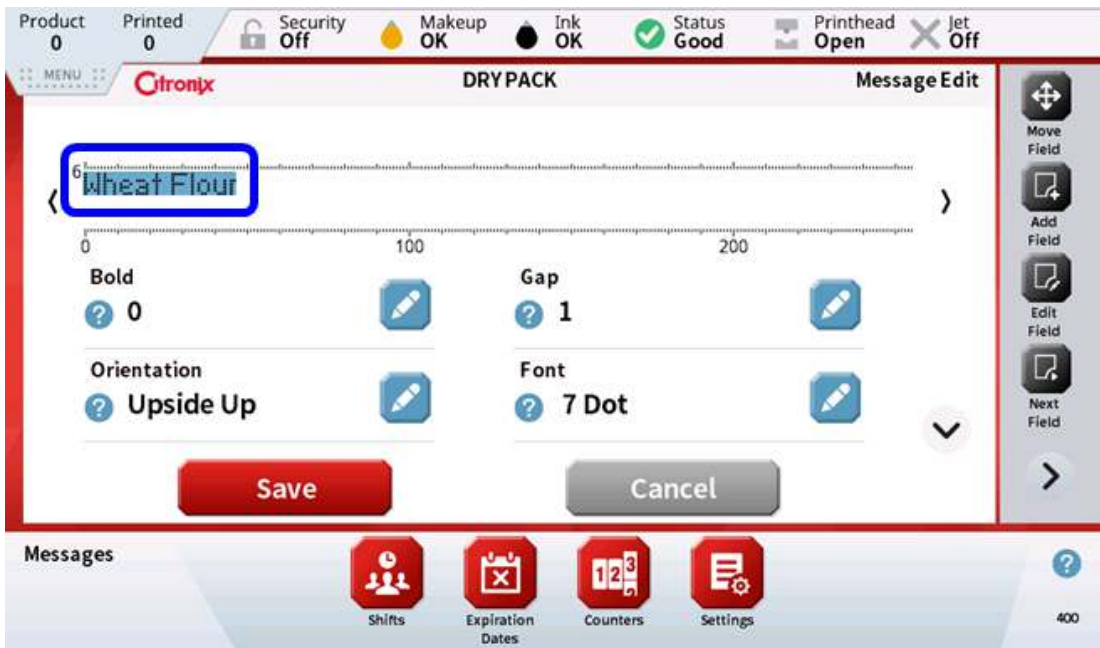 Product Printed Security Makeup Ink Status Printhead Jet
0 0 Off OK OK Good Open Off
MENU Citronix DRY PACK Message Edit
Move
Field
6
Wheat Flour
Add
Field
0 100 200
Bold Gap
? 0 ? 1
Edit
Field
Orientation Font
? Upside Up ? 7 Dot
Next
Field
Save Cancel
Messages
?
123
Shifts Expiration Counters Settings 400
Dates